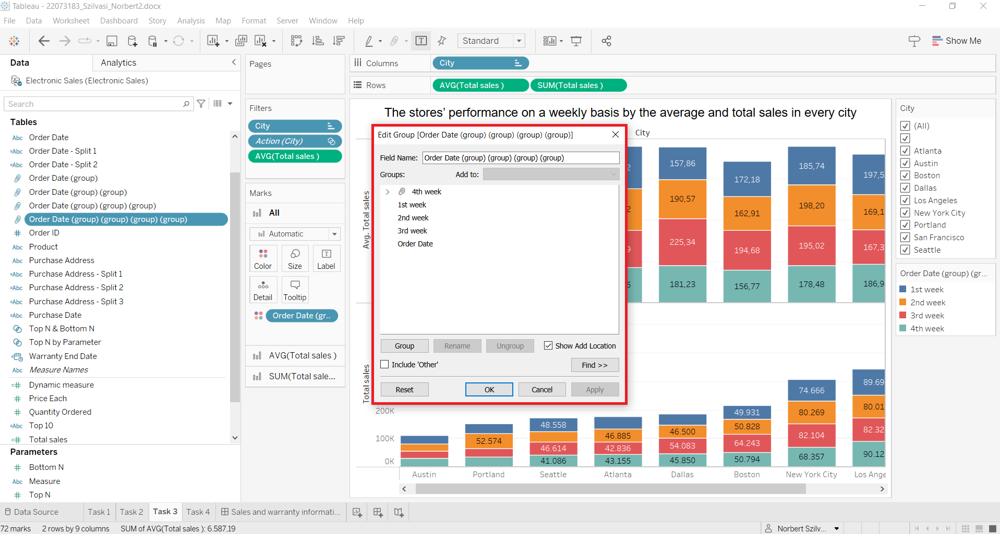 Tableau - 22073183_Szilvasi_Norbert2.docx
File Data Worksheet Dashboard Story Analysis Map Format Server Window Help
Standard
Show Me
Data
Analytics
Electronic Sales (Electronic Sales)
Search
Tables
Abc Order Date
=Abc Order Date - Split 1
=Abc Order Date - Split 2
Order Date (group)
Order Date (group) (group)
Order Date (group) (group) (group)
Order Date (group) (group) (group) (group)
# Order ID
Abc Product
Abc Purchase Address
=Abc Purchase Address - Split 1
=Abc Purchase Address - Split 2
=Abc Purchase Address - Split 3
=Abc Purchase Date
Top N & Bottom N
Top N by Parameter
Warranty End Date
Abc Measure Names
=# Dynamic measure
# Price Each
# Quantity Ordered
=Abc Top 10
=# Total sales
Parameters
# Bottom N
Abc Measure
# Top N
Pages
Filters
City
Action (City)
AVG(Total sales )
Marks
All
Automatic
Color Size Label
Detail Tooltip
Order Date (gr..
AVG(Total sales )
SUM(Total sale...
Columns
City
Rows
AVG(Total sales ) SUM(Total sales )
The stores' performance on a weekly basis by the average and total sales in every city
City
Avg. Total sales
2
157,86
172,18
185,74
197,5
2
190,57
162,91
198,20
169,1
9
225,34
194,68
195,02
167,3
5
181,23
156,77
178,48
186,9
Total sales
200K
100K
0K
52.574
48.558
46.614
41.086
46.885
42.836
43.155
46.500
54.083
45.850
49.931
50.828
64.243
50.794
74.666
80.269
82.104
68.357
89.69
80.01
82.32
90.12
Austin Portland Seattle Atlanta Dallas Boston New York City Los Ange
Edit Group [Order Date (group) (group) (group) (group)]
Field Name: Order Date (group) (group) (group) (group)
Groups: Add to:
4th week
1st week
2nd week
3rd week
Order Date
Group Rename Ungroup Show Add Location
Include 'Other' Find >>
Reset OK Cancel Apply
City
(All)
Atlanta
Austin
Boston
Dallas
Los Angeles
New York City
Portland
San Francisco
Seattle
Order Date (group) (gr...
1st week
2nd week
3rd week
4th week
Data Source Task 1 Task 2 Task 3 Task 4 Sales and warranty informati...
72 marks 2 rows by 9 columns SUM of AVG(Total sales ): 6.587,19
Norbert Szilv...